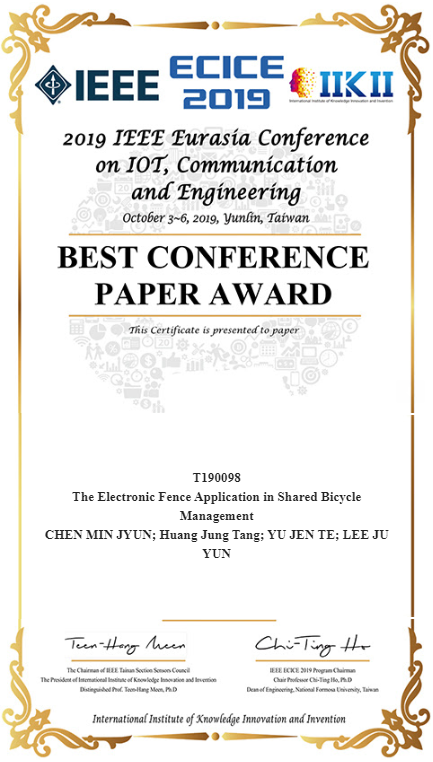 IEEE
ECICE
2019
IIKII
International Institute of Knowledge Innovation and Invention
2019 IEEE Eurasia Conference
on IOT, Communication
and Engineering
October 3~6, 2019, Yunlin, Taiwan
BEST CONFERENCE
PAPER AWARD
This Certificate is presented to paper
T190098
The Electronic Fence Application in Shared Bicycle
Management
CHEN MIN JYUN; Huang Jung Tang; YU JEN TE; LEE JU
YUN
Teen-Hang Meen
The Chairman of IEEE Tainan Section Sensors Council
The President of International Institute of Knowledge Innovation and Invention
Distinguished Prof. Teen-Hang Meen, Ph.D
Chi-Ting Ho
IEEE ECICE 2019 Program Chairman
Chair Professor Chi-Ting Ho, Ph.D
Dean of Engineering, National Formosa University, Taiwan
International Institute of Knowledge Innovation and Invention